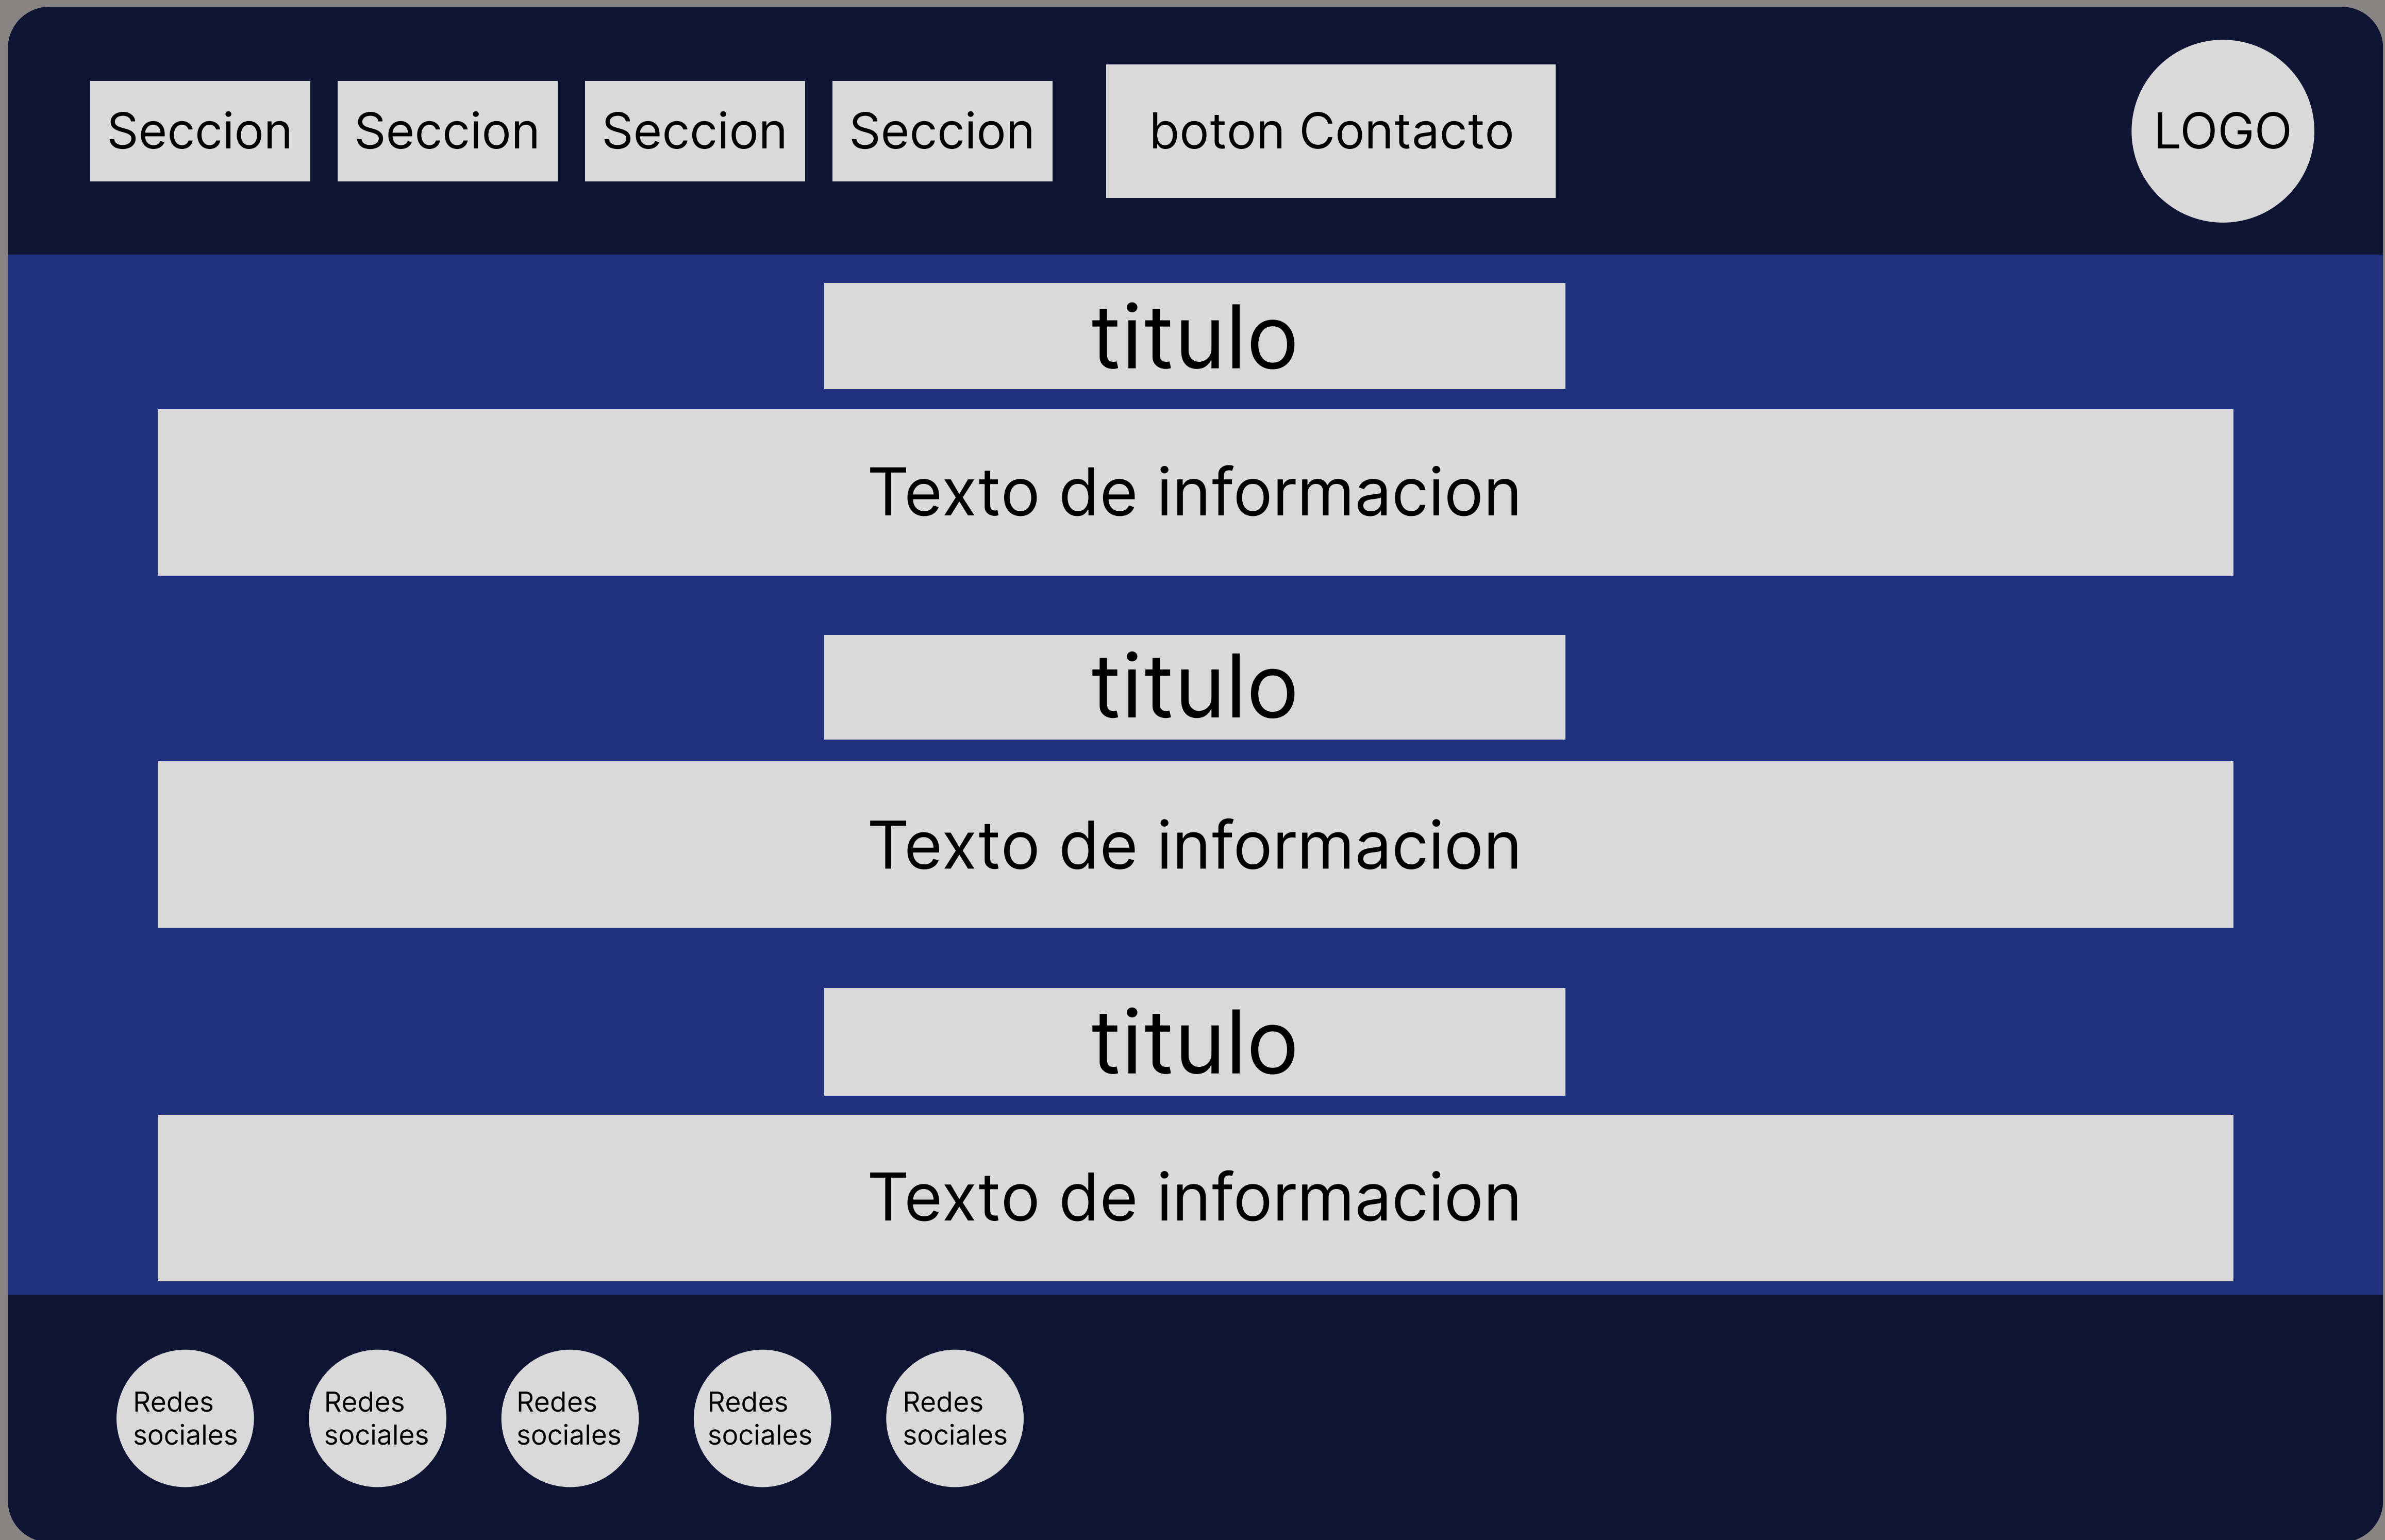 Seccion Seccion Seccion Seccion boton Contacto LOGO
titulo
Texto de informacion
titulo
Texto de informacion
titulo
Texto de informacion
Redes
sociales
Redes
sociales
Redes
sociales
Redes
sociales
Redes
sociales